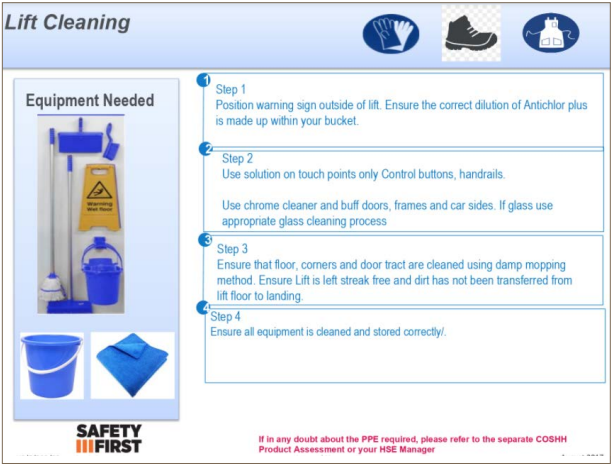 Lift Cleaning
Equipment Needed
Warning
Wet Floor
1
Step 1
Position warning sign outside of lift. Ensure the correct dilution of Antichlor plus
is made up within your bucket.
2
Step 2
Use solution on touch points only Control buttons, handrails.
Use chrome cleaner and buff doors, frames and car sides. If glass use
appropriate glass cleaning process
3
Step 3
Ensure that floor, corners and door tract are cleaned using damp mopping
method. Ensure Lift is left streak free and dirt has not been transferred from
lift floor to landing.
4
Step 4
Ensure all equipment is cleaned and stored correctly/.
SAFETY
FIRST
If in any doubt about the PPE required, please refer to the separate COSHH
Product Assessment or your HSE Manager